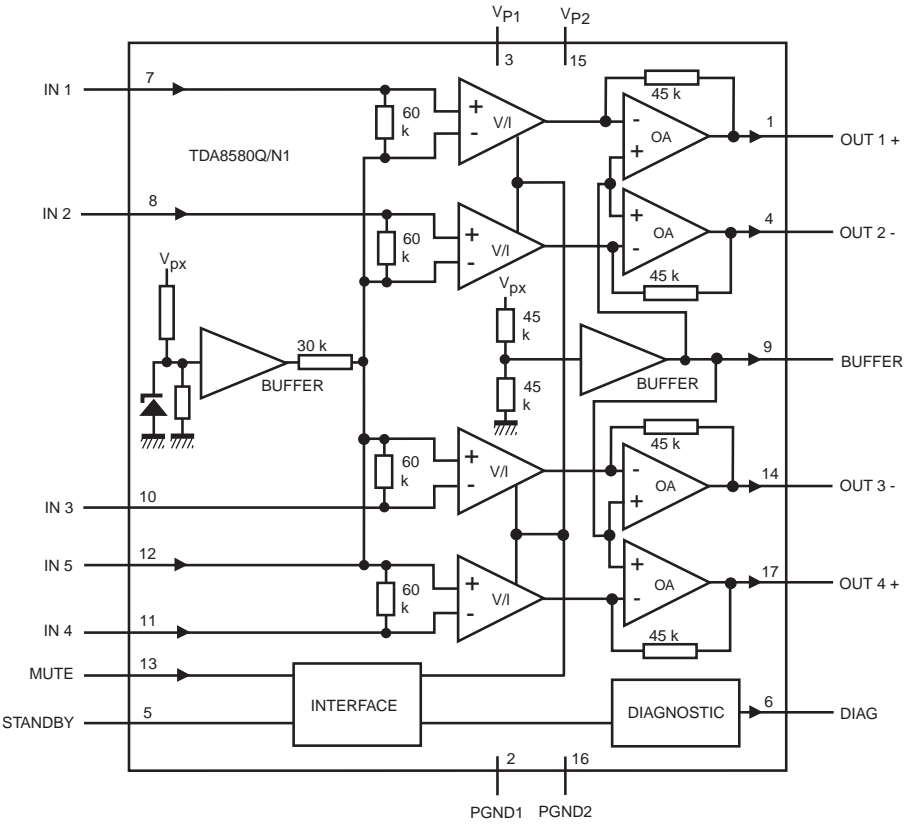 VP1 VP2
3 15
IN 1 7
45 k
60 k
+ - V/I
- + OA
1 OUT 1 +
TDA8580Q/N1
IN 2 8
60 k
+ - V/I
+ - OA
4 OUT 2 -
45 k
Vpx
Vpx
45 k
30 k
BUFFER
BUFFER
9 BUFFER
45 k
45 k
60 k
+ - V/I
- + OA
14 OUT 3 -
IN 3 10
IN 5 12
60 k
+ - V/I
+ - OA
17 OUT 4 +
IN 4 11
45 k
MUTE 13
INTERFACE
DIAGNOSTIC
6 DIAG
STANDBY 5
2 16
PGND1 PGND2